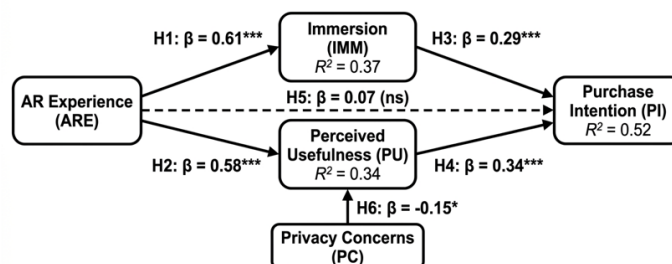 H1: β = 0.61***
Immersion
(IMM)
R² = 0.37
H3: β = 0.29***
AR Experience
(ARE)
H5: β = 0.07 (ns)
Purchase
Intention (PI)
R² = 0.52
H2: β = 0.58***
Perceived
Usefulness (PU)
R² = 0.34
H4: β = 0.34***
H6: β = -0.15*
Privacy Concerns
(PC)